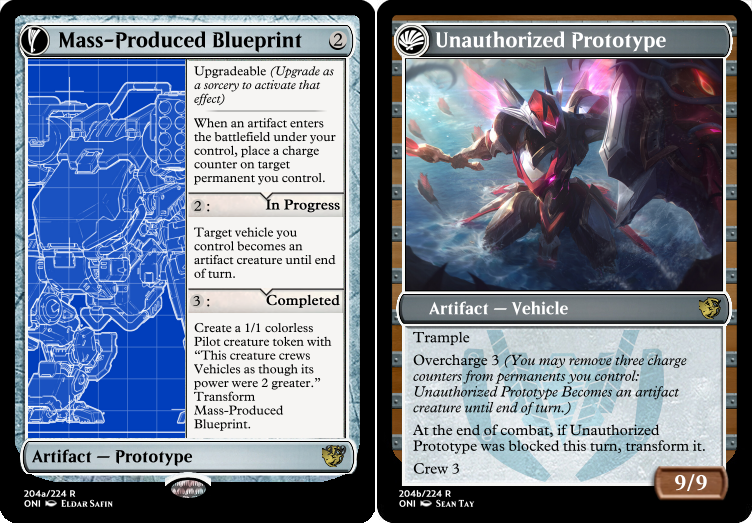 Mass-Produced Blueprint 2
Upgradeable (Upgrade as
a sorcery to activate that
effect)
When an artifact enters
the battlefield under your
control, place a charge
counter on target
permanent you control.
2 : In Progress
Target vehicle you
control becomes an
artifact creature until end
of turn.
3 : Completed
Create a 1/1 colorless
Pilot creature token with
“This creature crews
Vehicles as though its
power were 2 greater.”
Transform
Mass-Produced
Blueprint.
Artifact — Prototype
204a/224 R
ONI Eldar Safin
Unauthorized Prototype
Artifact — Vehicle
Trample
Overcharge 3 (You may remove three charge
counters from permanents you control:
Unauthorized Prototype Becomes an artifact
creature until end of turn.)
At the end of combat, if Unauthorized
Prototype was blocked this turn, transform it.
Crew 3
9/9
204b/224 R
ONI Sean Tay